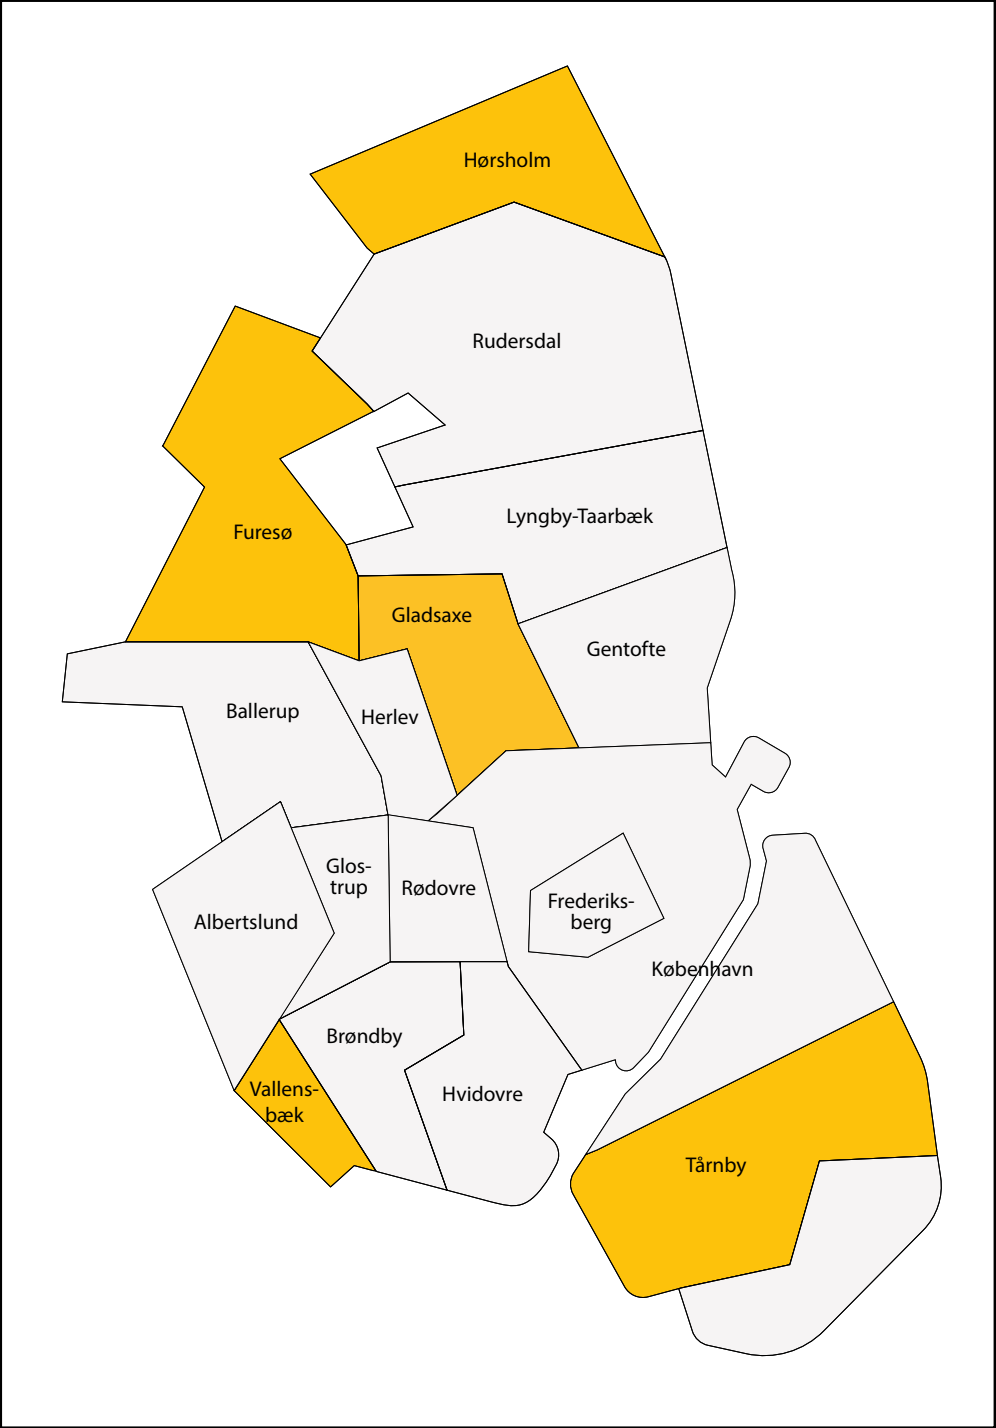 Hørsholm
Rudersdal
Lyngby-Taarbæk
Furesø
Gladsaxe
Gentofte
Ballerup
Herlev
Glos-
trup
Rødovre
Frederiks-
berg
Albertslund
København
Brøndby
Vallens-
bæk
Hvidovre
Tårnby